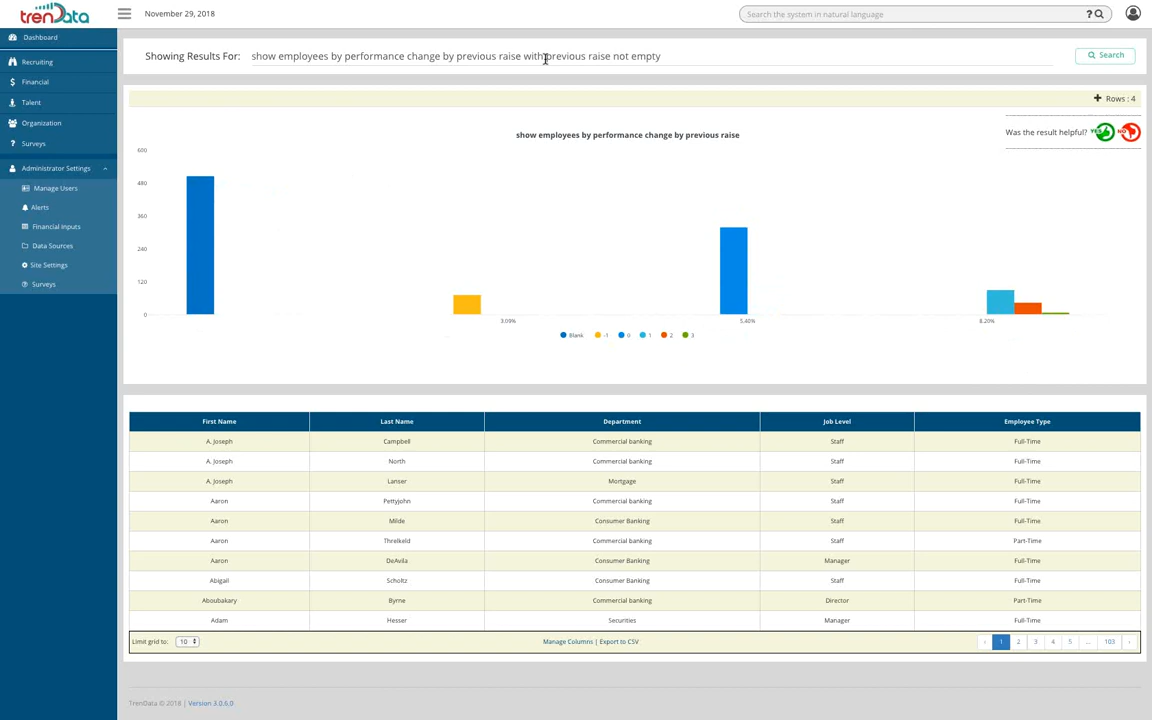 trenData
November 29, 2018
Search the system in natural language
?
Dashboard
Recruiting
Financial
Talent
Organization
Surveys
Administrator Settings
Manage Users
Alerts
Financial Inputs
Data Sources
Site Settings
Surveys
Showing Results For: show employees by performance change by previous raise with previous raise not empty
Search
+ Rows : 4
show employees by performance change by previous raise
Was the result helpful? YES NO
600
480
360
240
120
0
3.09% 5.40% 8.20%
Blank -1 0 1 2 3
First Name Last Name Department Job Level Employee Type
A. Joseph Campbell Commercial banking Staff Full-Time
A. Joseph North Commercial banking Staff Full-Time
A. Joseph Lanser Mortgage Staff Full-Time
Aaron Pettyjohn Commercial banking Staff Full-Time
Aaron Milde Consumer Banking Staff Full-Time
Aaron Threlkeld Commercial banking Staff Part-Time
Aaron DeAvila Consumer Banking Manager Full-Time
Abigail Scholtz Consumer Banking Staff Full-Time
Aboubakary Byrne Commercial banking Director Part-Time
Adam Hesser Securities Manager Full-Time
Limit grid to: 10 Manage Columns | Export to CSV ‹ 1 2 3 4 5 ... 103 ›
TrenData © 2018 | Version 3.0.6.0